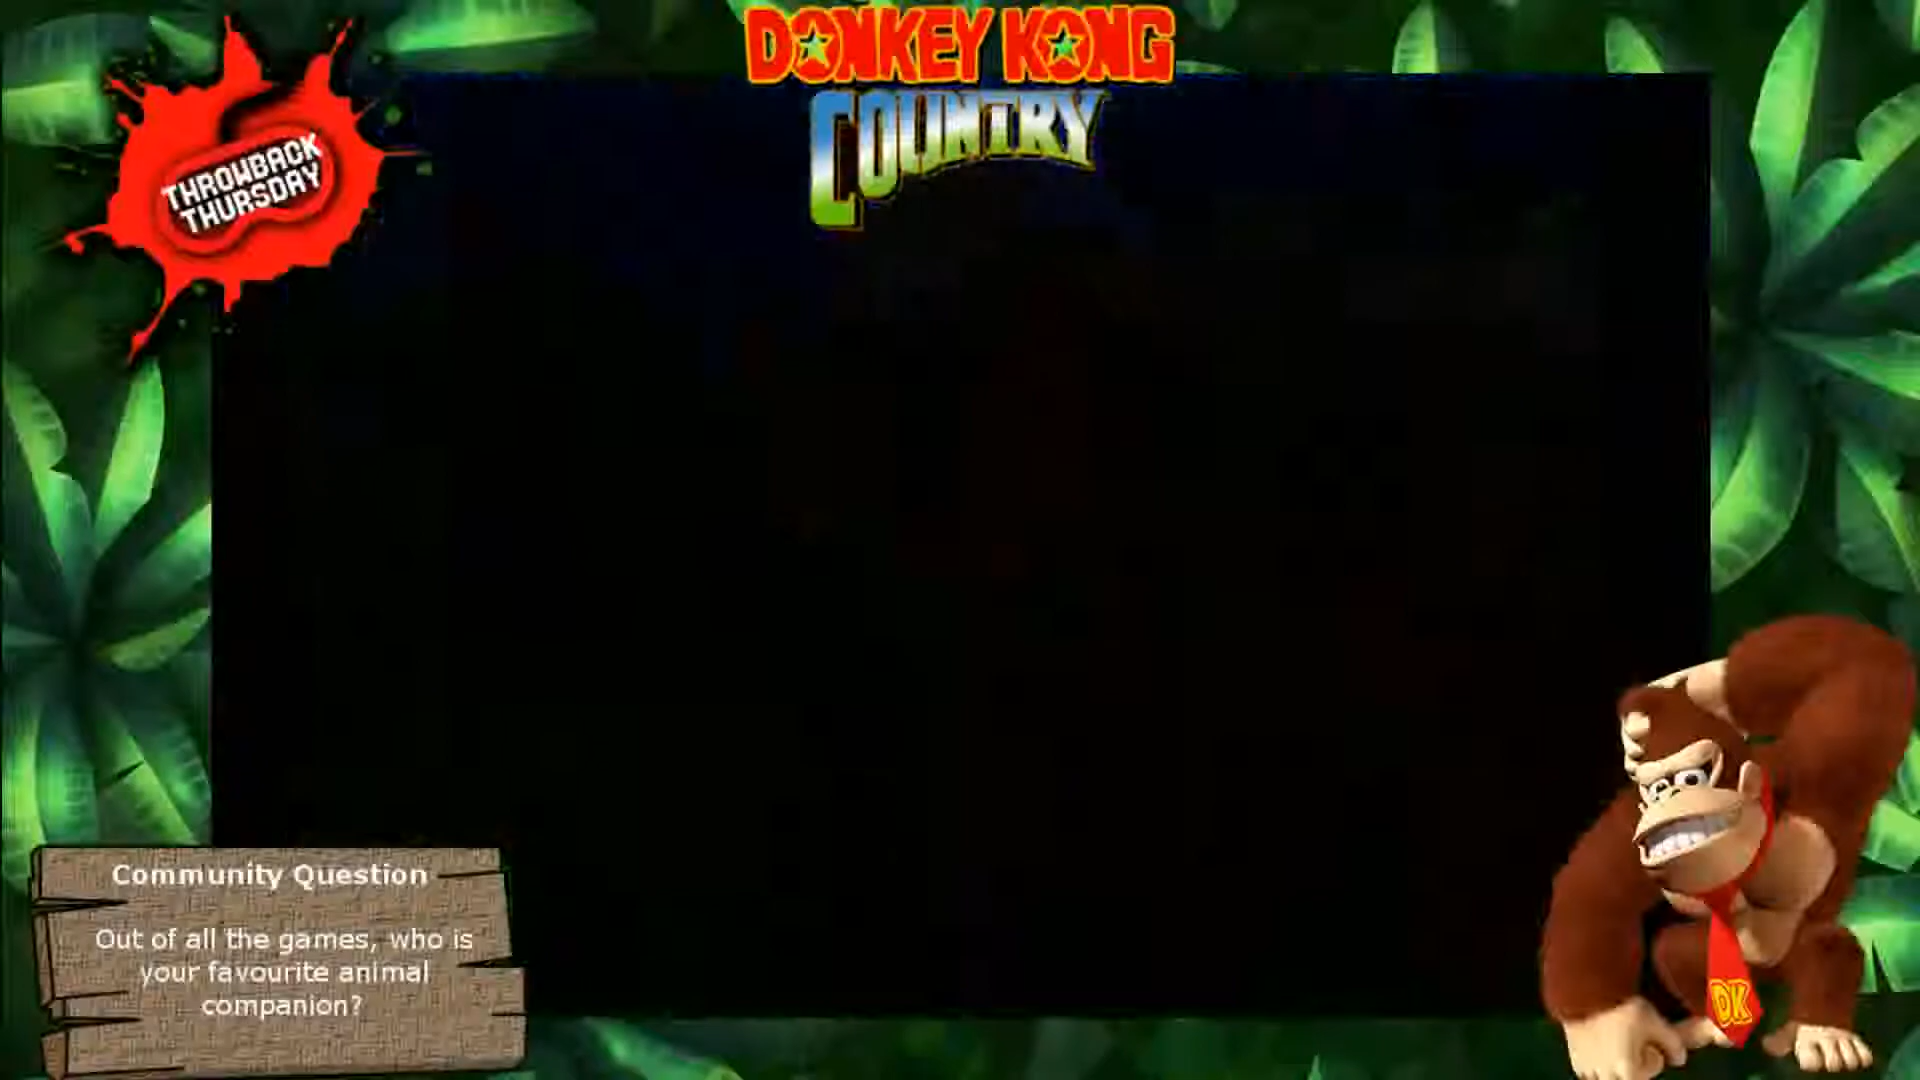 DONKEY KONG
COUNTRY
THROWBACK
THURSDAY
Community Question
Out of all the games, who is
your favourite animal
companion?
DK